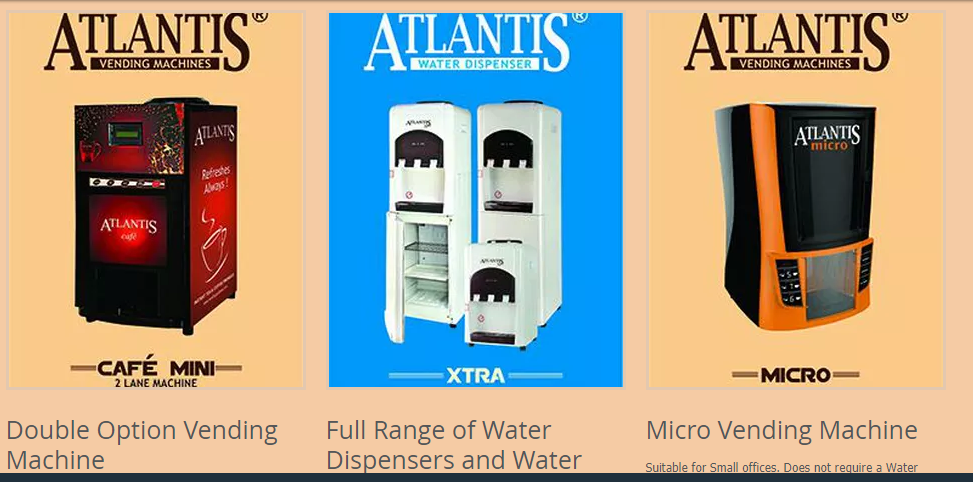 ATLANTIS®
VENDING MACHINES
ATLANTIS
Refreshes
Always !
ATLANTIS
café
CAFÉ MINI
2 LANE MACHINE
Double Option Vending
Machine
ATLANTIS®
WATER DISPENSER
ATLANTIS
ATLANTIS
XTRA
Full Range of Water
Dispensers and Water
ATLANTIS®
VENDING MACHINES
ATLANTIS
micro
MICRO
Micro Vending Machine
Suitable for Small offices. Does not require a Water